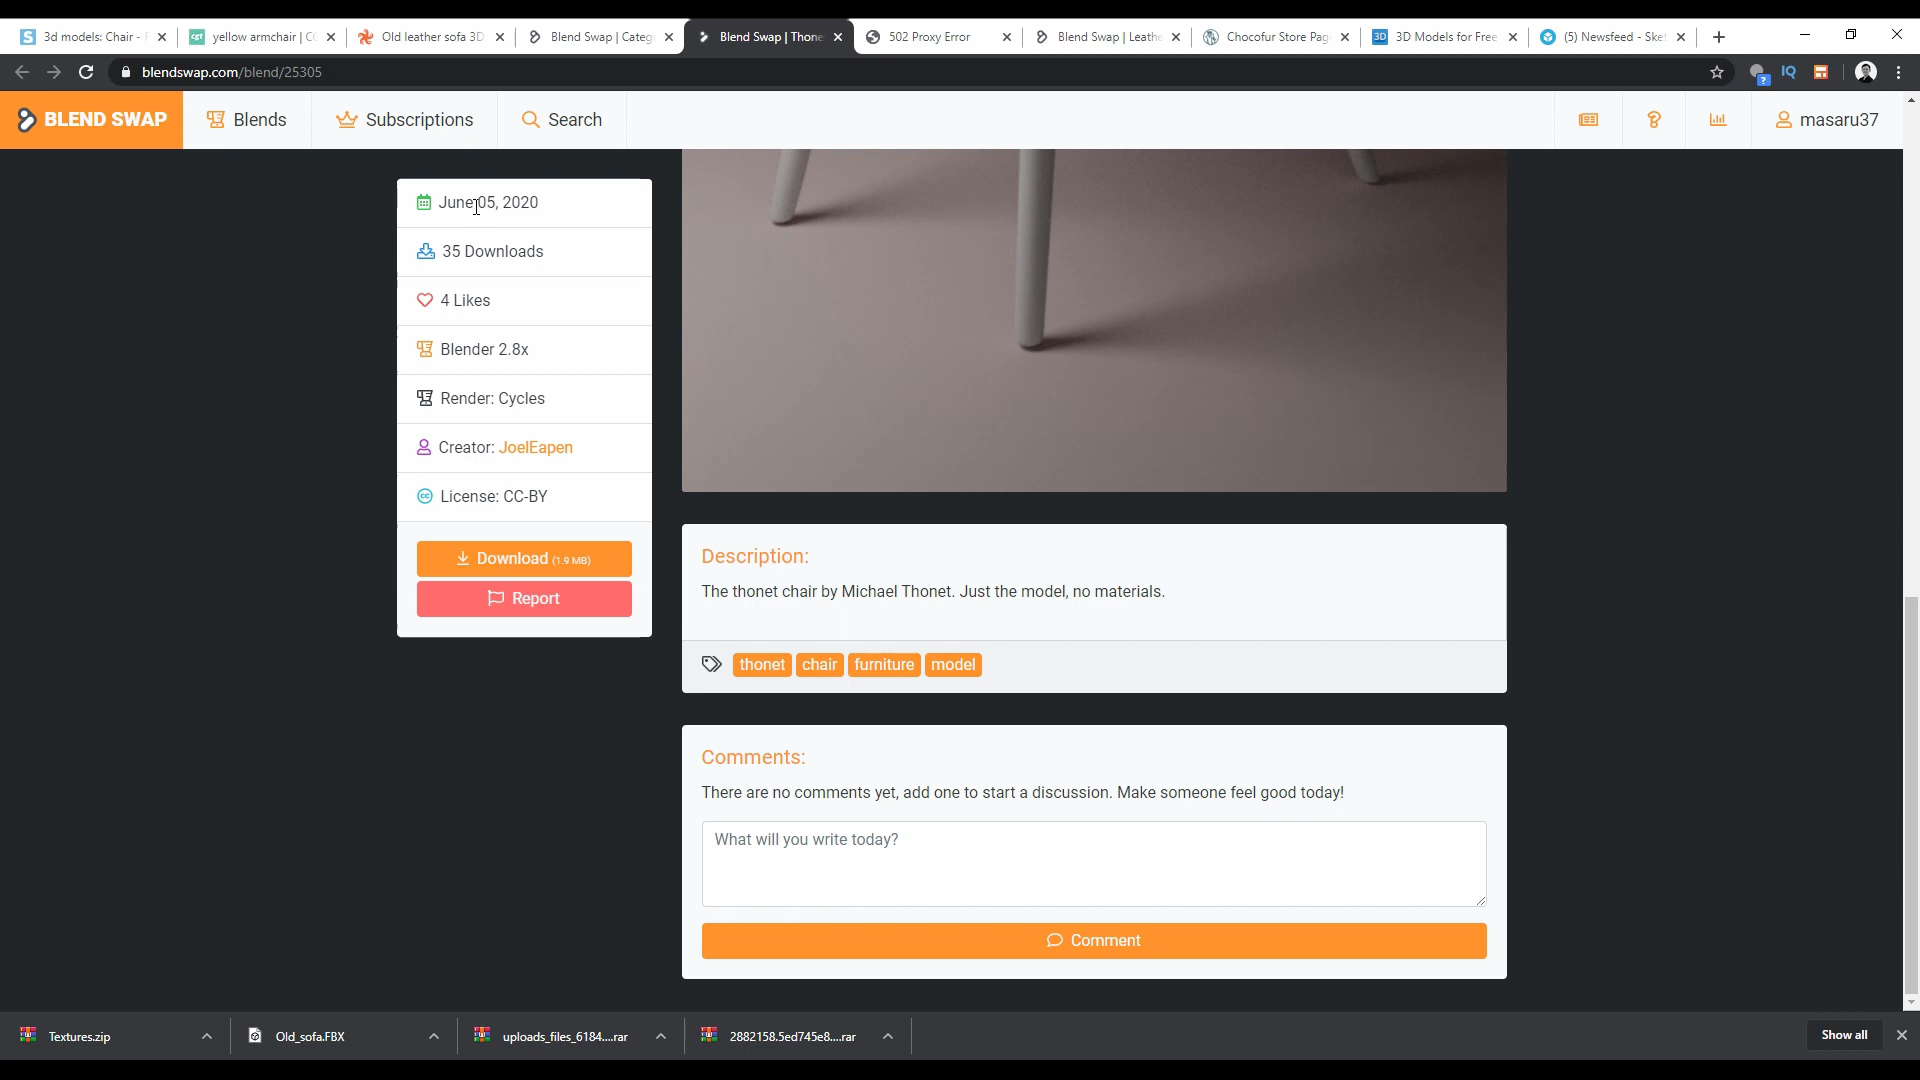 3d models: Chair - F
yellow armchair | CC
Old leather sofa 3D
Blend Swap | Categ
Blend Swap | Thone
502 Proxy Error
Blend Swap | Leathe
Chocofur Store Pag
3D Models for Free
(5) Newsfeed - Sket
blendswap.com/blend/25305
BLEND SWAP
Blends
Subscriptions
Search
masaru37
June 05, 2020
35 Downloads
4 Likes
Blender 2.8x
Render: Cycles
Creator: JoelEapen
License: CC-BY
Download (1.9 MB)
Report
Description:
The thonet chair by Michael Thonet. Just the model, no materials.
thonet chair furniture model
Comments:
There are no comments yet, add one to start a discussion. Make someone feel good today!
What will you write today?
Comment
Textures.zip
Old_sofa.FBX
uploads_files_6184....rar
2882158.5ed745e8....rar
Show all